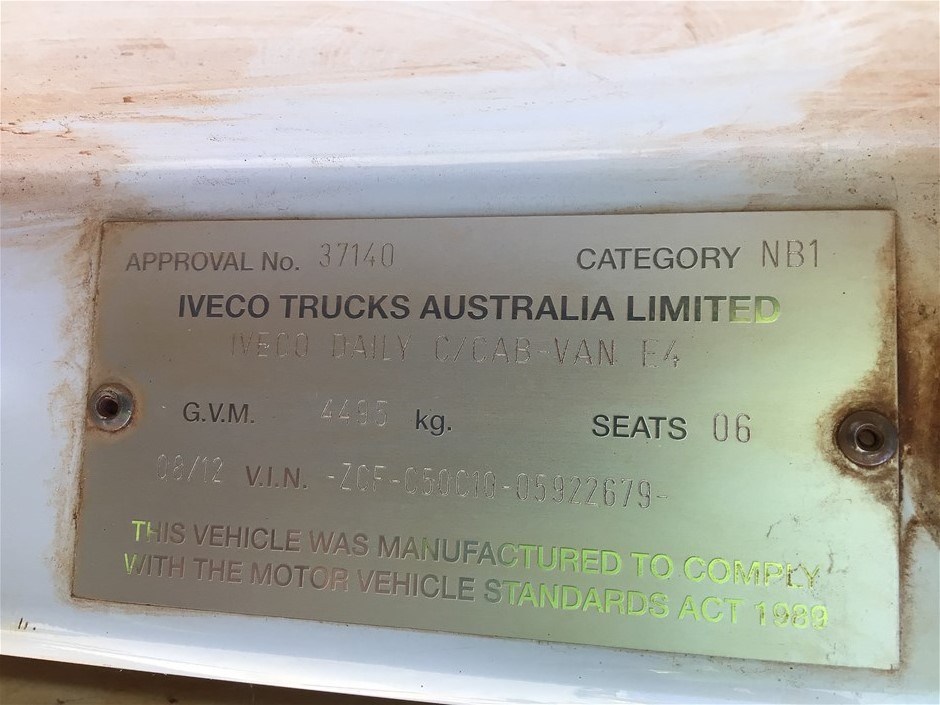 APPROVAL No. 37140 CATEGORY NB1
IVECO TRUCKS AUSTRALIA LIMITED
IVECO DAILY C/CAB-VAN E4
G.V.M. 4495 kg. SEATS 06
08/12 V.I.N. -ZCF-C50C10-05922679-
THIS VEHICLE WAS MANUFACTURED TO COMPLY
WITH THE MOTOR VEHICLE STANDARDS ACT 1989